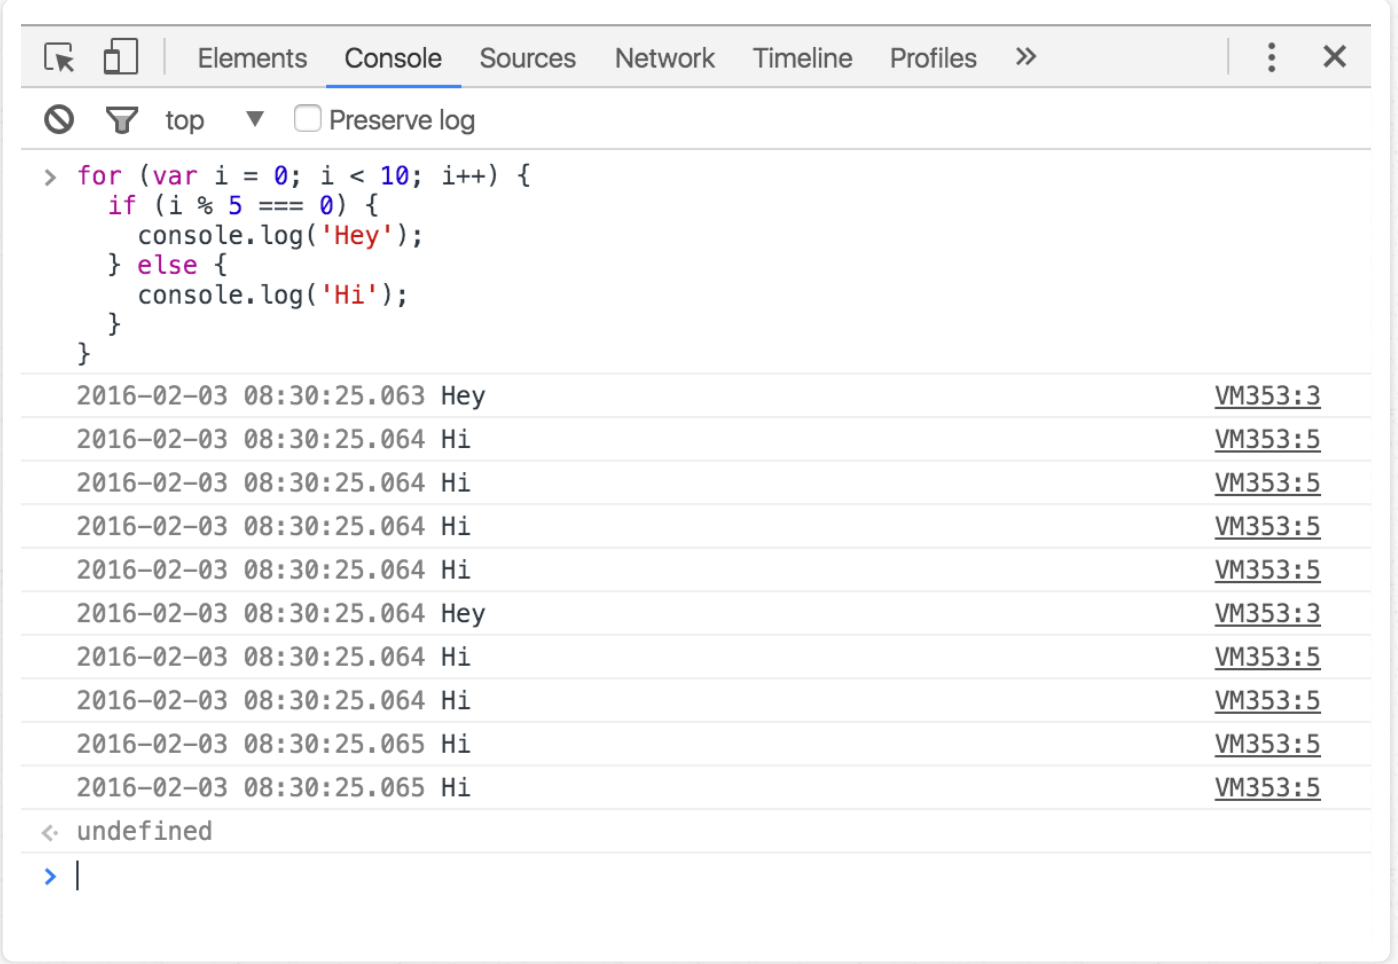 Elements Console Sources Network Timeline Profiles »
top ▼ Preserve log
> for (var i = 0; i < 10; i++) {
  if (i % 5 === 0) {
    console.log('Hey');
  } else {
    console.log('Hi');
  }
}
2016-02-03 08:30:25.063 Hey VM353:3
2016-02-03 08:30:25.064 Hi VM353:5
2016-02-03 08:30:25.064 Hi VM353:5
2016-02-03 08:30:25.064 Hi VM353:5
2016-02-03 08:30:25.064 Hi VM353:5
2016-02-03 08:30:25.064 Hey VM353:3
2016-02-03 08:30:25.064 Hi VM353:5
2016-02-03 08:30:25.064 Hi VM353:5
2016-02-03 08:30:25.065 Hi VM353:5
2016-02-03 08:30:25.065 Hi VM353:5
undefined
>